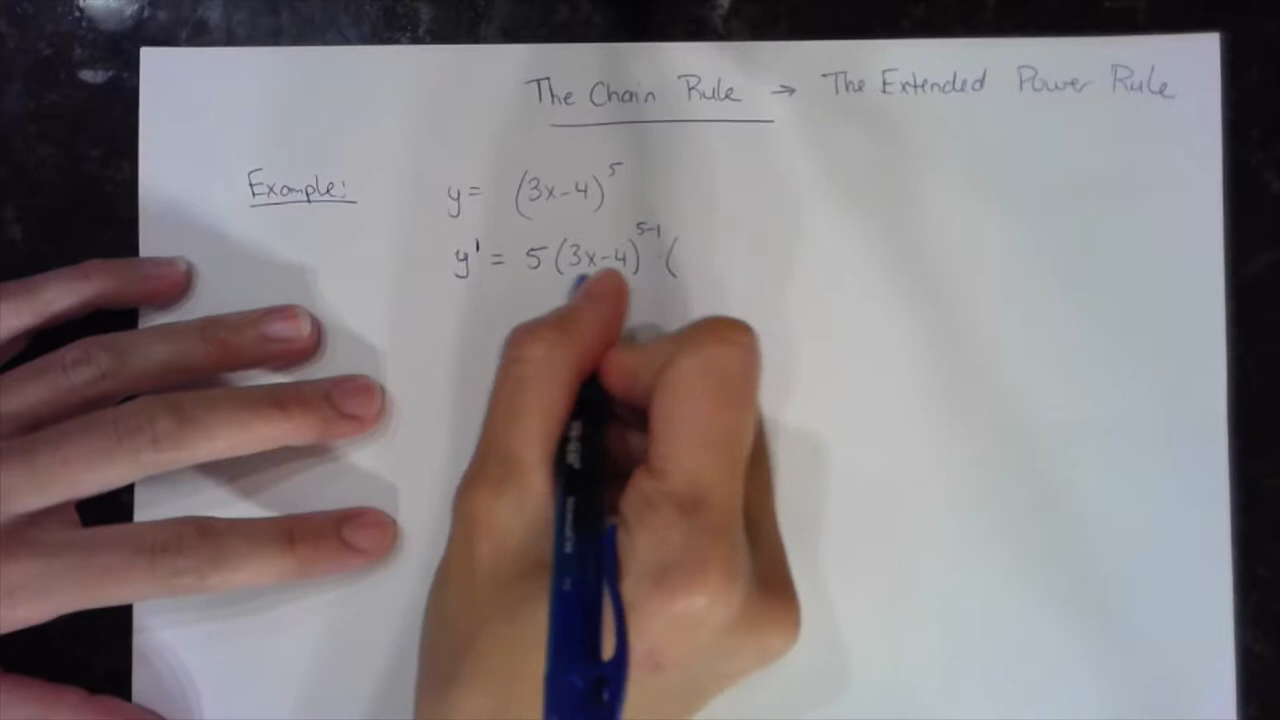 The Chain Rule → The Extended Power Rule
Example: y = (3x-4)⁵
y' = 5(3x-4)⁵⁻¹·(